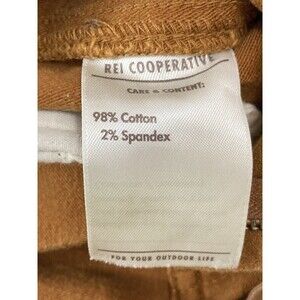 REI COOPERATIVE
CARE & CONTENT:
98% Cotton
2% Spandex
FOR YOUR OUTDOOR LIFE